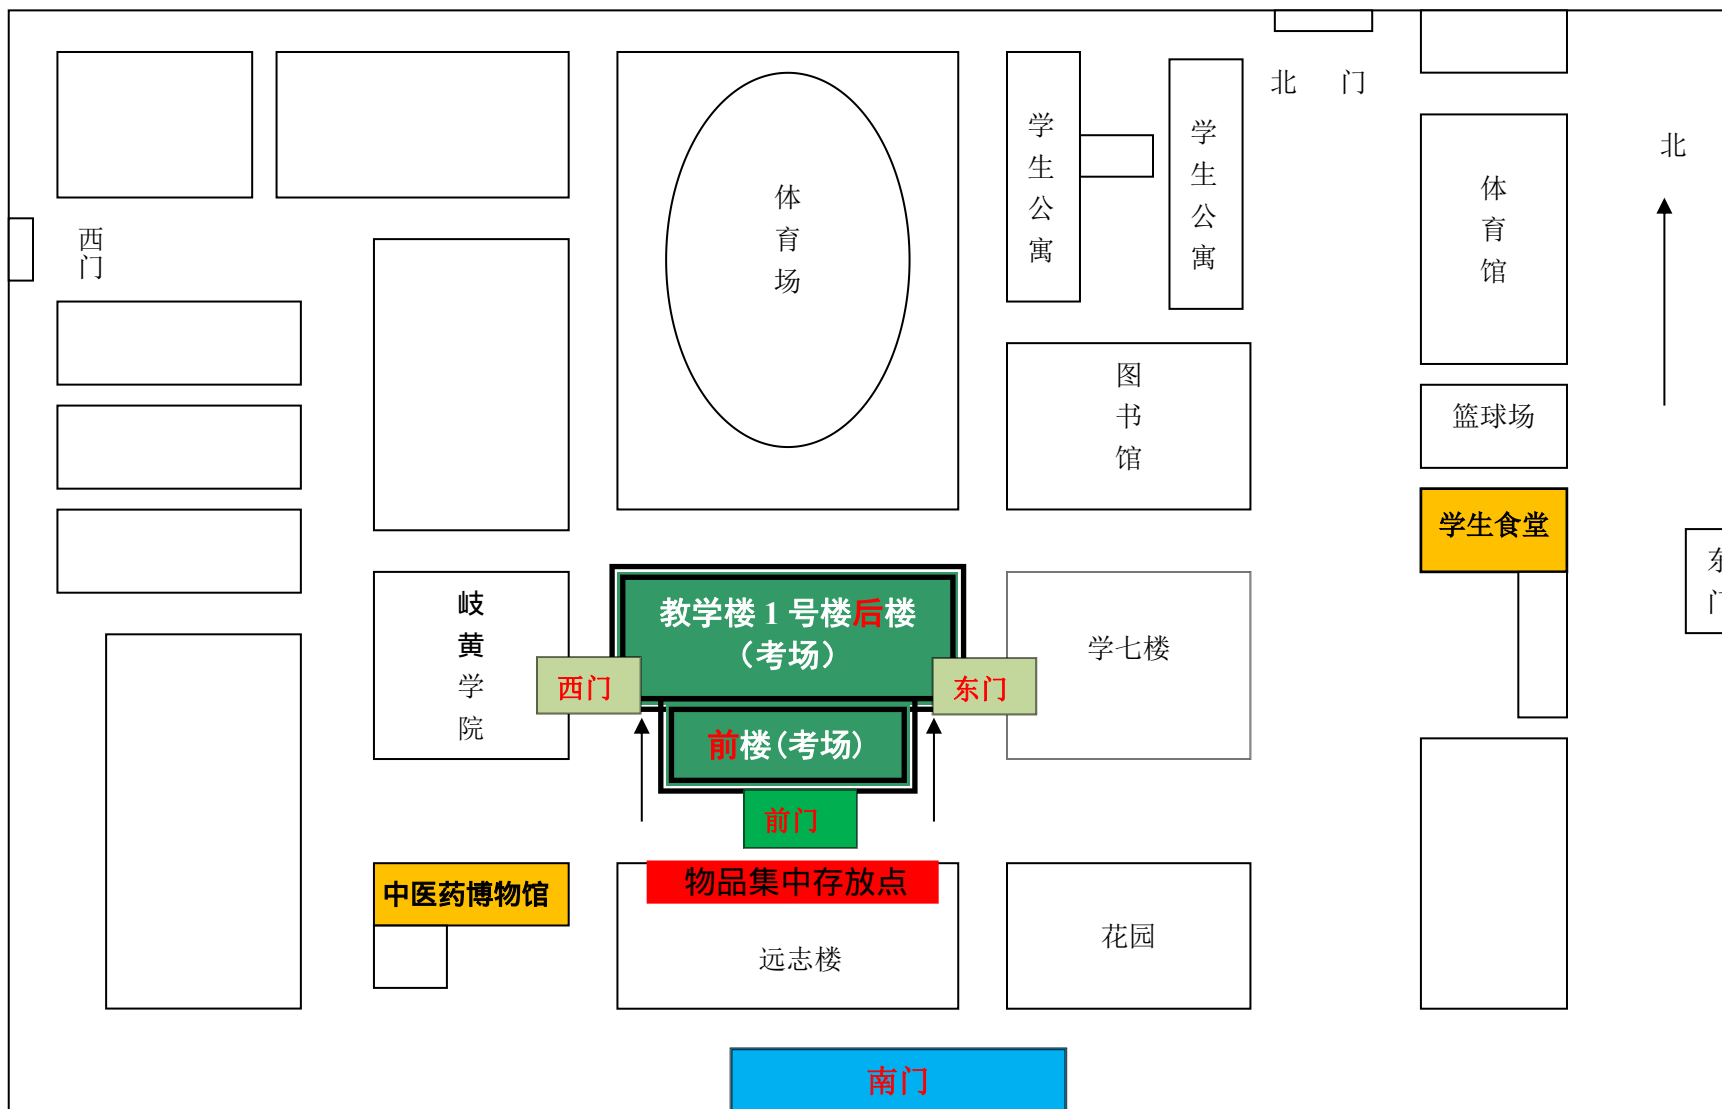 北 门
北
学生公寓
学生公寓
体育场
体育馆
西门
图书馆
篮球场
学生食堂
东门
岐黄学院
教学楼 1 号楼后楼
（考场）
学七楼
西门
东门
前楼（考场）
前门
物品集中存放点
中医药博物馆
远志楼
花园
南门